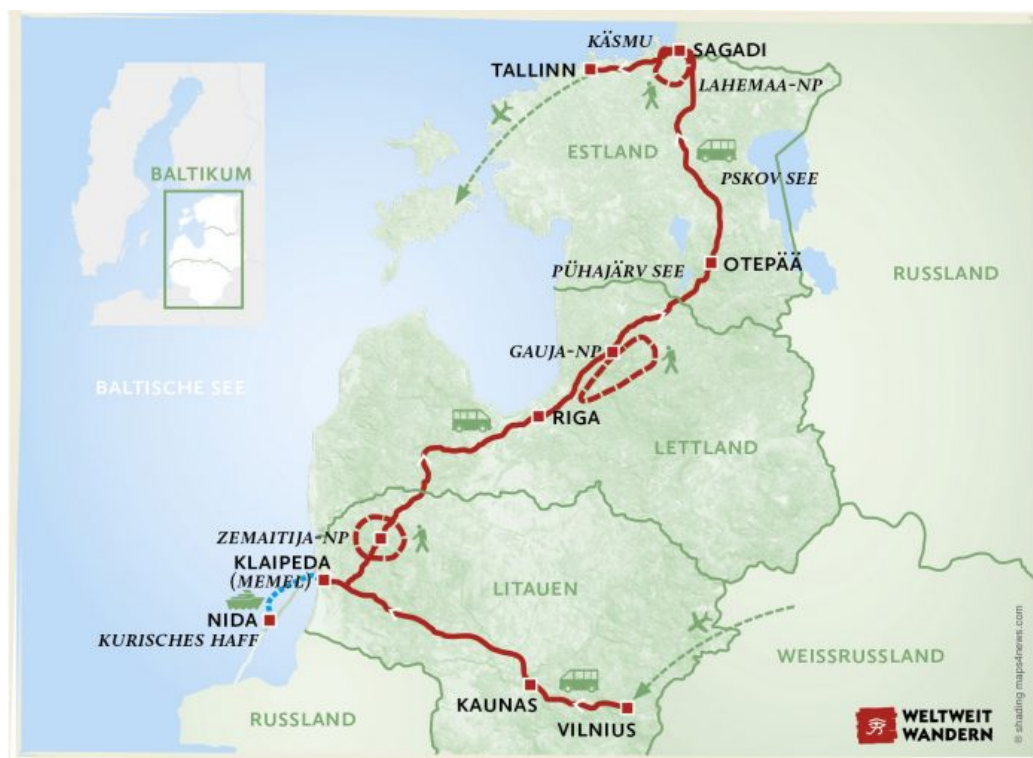 KÄSMU
SAGADI
TALLINN
LAHEMAA-NP
ESTLAND
BALTIKUM
PSKOV SEE
PÜHAJÄRV SEE
OTEPÄÄ
RUSSLAND
GAUJA-NP
BALTISCHE SEE
RIGA
LETTLAND
ZEMAITIJA-NP
KLAIPEDA
(MEMEL)
LITAUEN
NIDA
KURISCHES HAFF
WEISSRUSSLAND
KAUNAS
RUSSLAND
VILNIUS
WELTWEIT
WANDERN
© shading maps4news.com